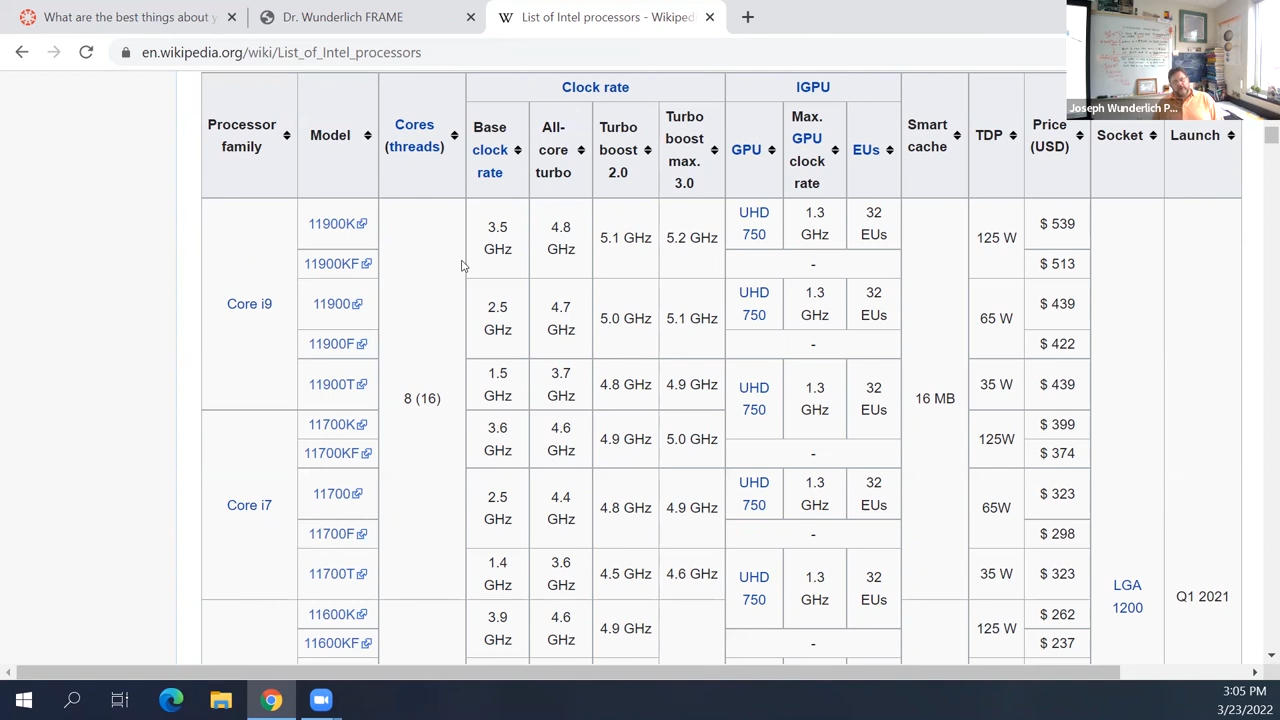 What are the best things about y
Dr. Wunderlich FRAME
List of Intel processors - Wikiped
en.wikipedia.org/wiki/List_of_Intel_processors
Joseph Wunderlich P...
Clock rate
IGPU
Processor family
Model
Cores (threads)
Base clock rate
All-core turbo
Turbo boost 2.0
Turbo boost max. 3.0
GPU
Max. GPU clock rate
EUs
Smart cache
TDP
Price (USD)
Socket
Launch
Core i9
11900K
8 (16)
3.5 GHz
4.8 GHz
5.1 GHz
5.2 GHz
UHD 750
1.3 GHz
32 EUs
16 MB
125 W
$ 539
LGA 1200
Q1 2021
11900KF
-
$ 513
11900
2.5 GHz
4.7 GHz
5.0 GHz
5.1 GHz
UHD 750
1.3 GHz
32 EUs
65 W
$ 439
11900F
-
$ 422
11900T
1.5 GHz
3.7 GHz
4.8 GHz
4.9 GHz
UHD 750
1.3 GHz
32 EUs
35 W
$ 439
Core i7
11700K
3.6 GHz
4.6 GHz
4.9 GHz
5.0 GHz
125W
$ 399
11700KF
-
$ 374
11700
2.5 GHz
4.4 GHz
4.8 GHz
4.9 GHz
UHD 750
1.3 GHz
32 EUs
65W
$ 323
11700F
-
$ 298
11700T
1.4 GHz
3.6 GHz
4.5 GHz
4.6 GHz
UHD 750
1.3 GHz
32 EUs
35 W
$ 323
11600K
3.9 GHz
4.6 GHz
4.9 GHz
125 W
$ 262
11600KF
-
$ 237
3:05 PM
3/23/2022